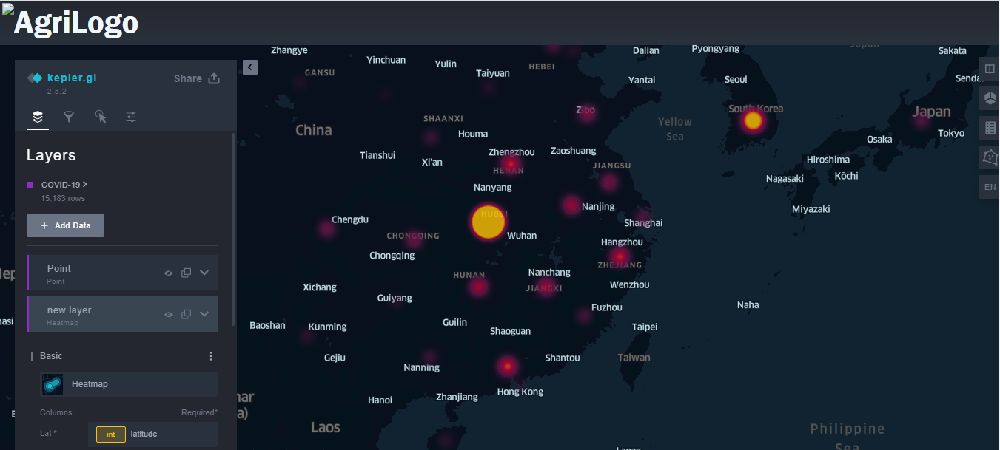 AgriLogo
kepler.gl
2.5.2
Share
Layers
COVID-19
15,183 rows
+ Add Data
Point
Point
new layer
Heatmap
Basic
Heatmap
Columns
Required*
Lat *
int
latitude
Zhangye
Yinchuan
Yulin
Taiyuan
HEBEI
GANSU
Dalian
Pyongyang
Japan
Sakata
Yantai
Seoul
SHAANXI
Zibo
South Korea
Yellow
Sea
Japan
Tokyo
China
Houma
Osaka
Tianshui
Xi'an
Zhengzhou
Zaoshuang
HENAN
JIANGSU
Hiroshima
Kōchi
Nagasaki
EN
Nanyang
Nanjing
Miyazaki
Chengdu
HUBEI
Shanghai
CHONGQING
Wuhan
Hangzhou
Chongqing
ZHEJIANG
HUNAN
Nanchang
Xichang
JIANGXI
Wenzhou
Guiyang
Fuzhou
Naha
Baoshan
Kunming
Guilin
Shaoguan
Taipei
Gejiu
Nanning
Shantou
Taiwan
Hong Kong
Hanoi
Zhanjiang
Laos
Philippine
Sea
Laoag